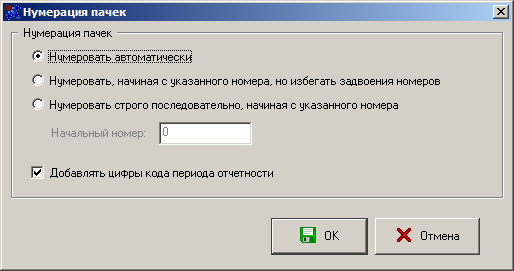 Нумерация пачек
Нумерация пачек
Нумеровать автоматически
Нумеровать, начиная с указанного номера, но избегать задвоения номеров
Нумеровать строго последовательно, начиная с указанного номера
Начальный номер: 0
Добавлять цифры кода периода отчетности
OK Отмена